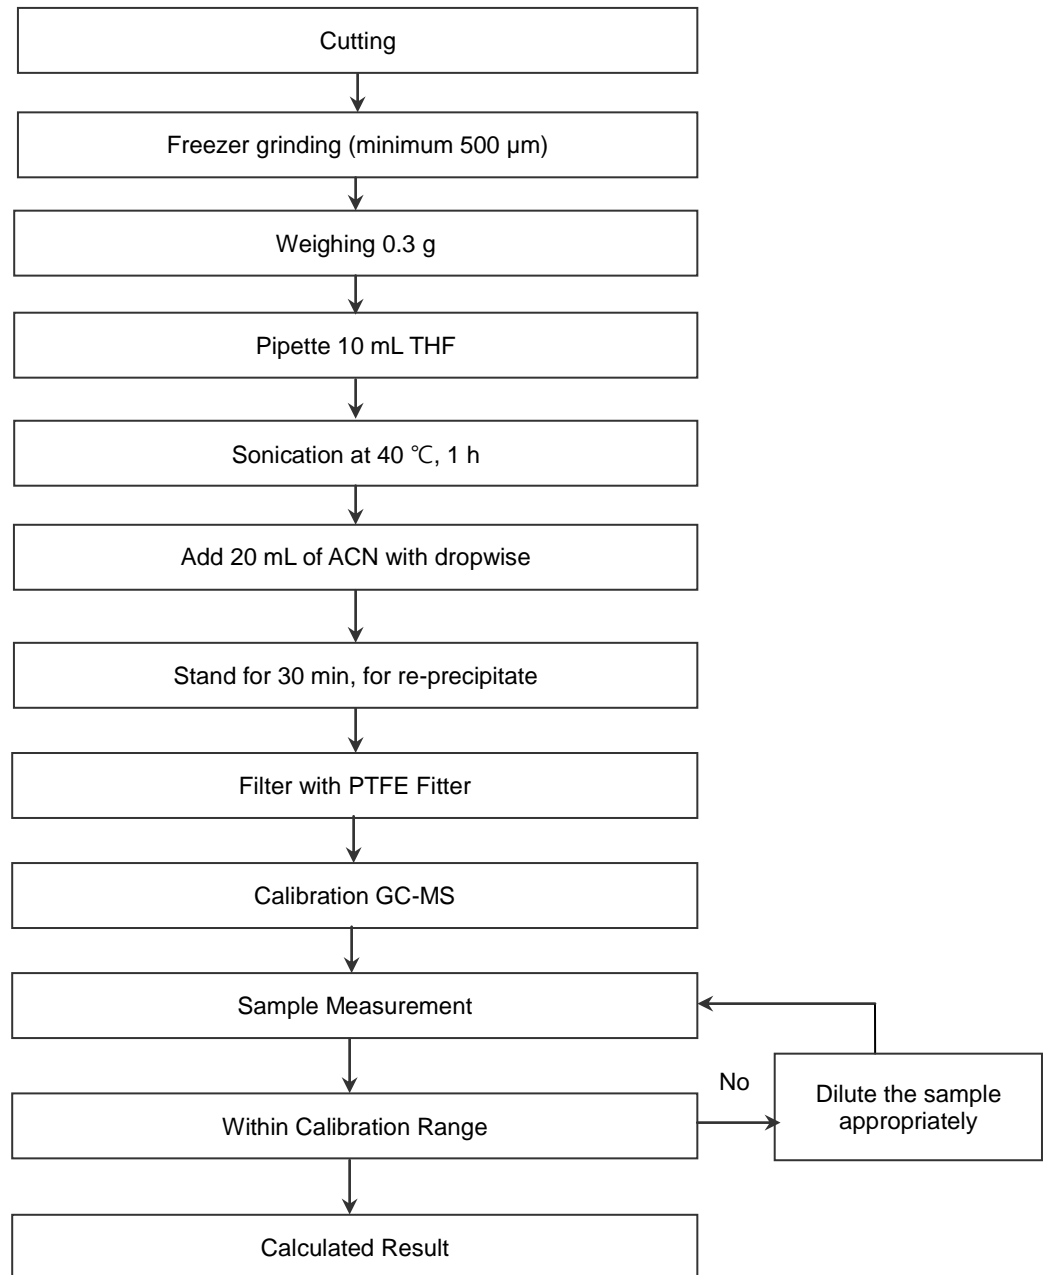 Cutting
Freezer grinding (minimum 500 µm)
Weighing 0.3 g
Pipette 10 mL THF
Sonication at 40 ℃, 1 h
Add 20 mL of ACN with dropwise
Stand for 30 min, for re-precipitate
Filter with PTFE Fitter
Calibration GC-MS
Sample Measurement
No
Dilute the sample
appropriately
Within Calibration Range
Calculated Result